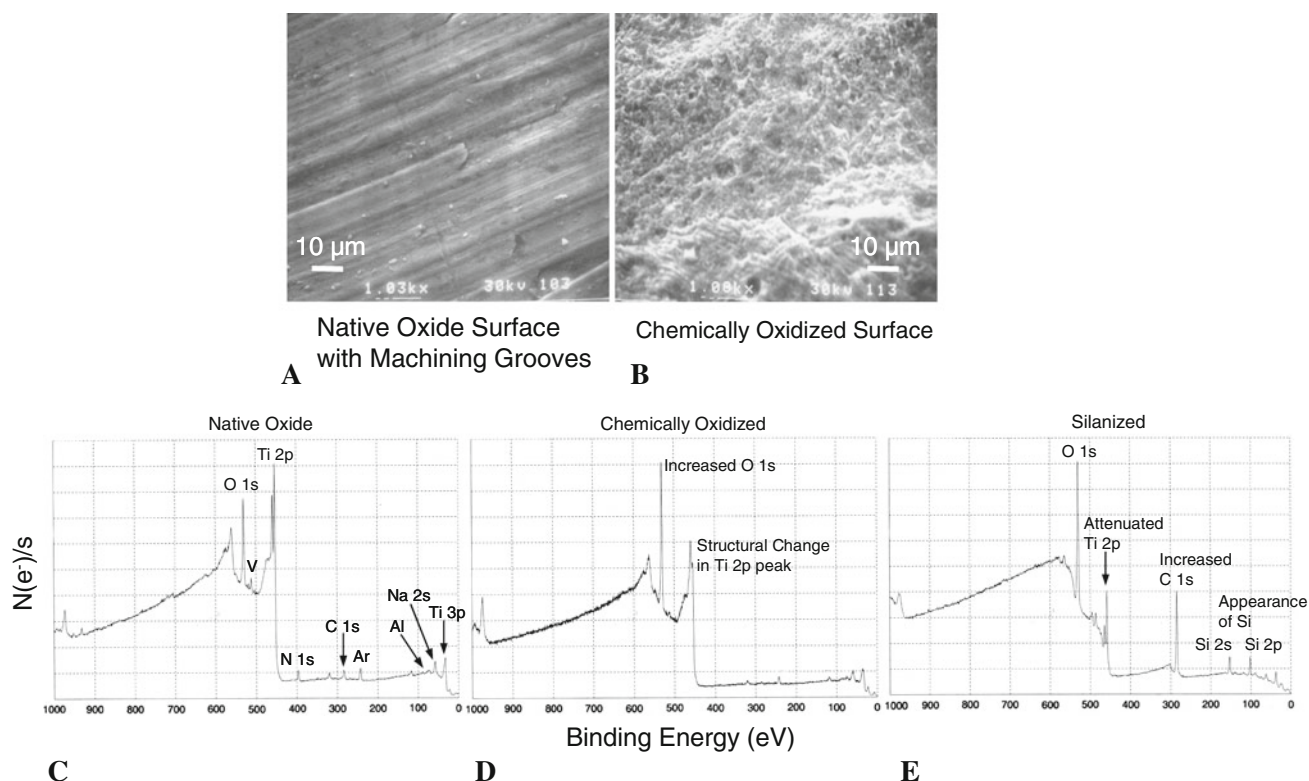 10 µm
1.03kx 30kv 103
10 µm
1.00kx 30kv 113
Native Oxide Surface
with Machining Grooves
A
Chemically Oxidized Surface
B
N(e⁻)/s
Native Oxide
Ti 2p
O 1s
V
Na 2s
Ti 3p
C 1s
Al
N 1s
Ar
1000 900 800 700 600 500 400 300 200 100 0
C
Chemically Oxidized
Increased O 1s
Structural Change
in Ti 2p peak
1000 900 800 700 600 500 400 300 200 100 0
Binding Energy (eV)
D
Silanized
O 1s
Attenuated
Ti 2p
Increased
C 1s
Appearance
of Si
Si 2s Si 2p
1000 900 800 700 600 500 400 300 200 100 0
E